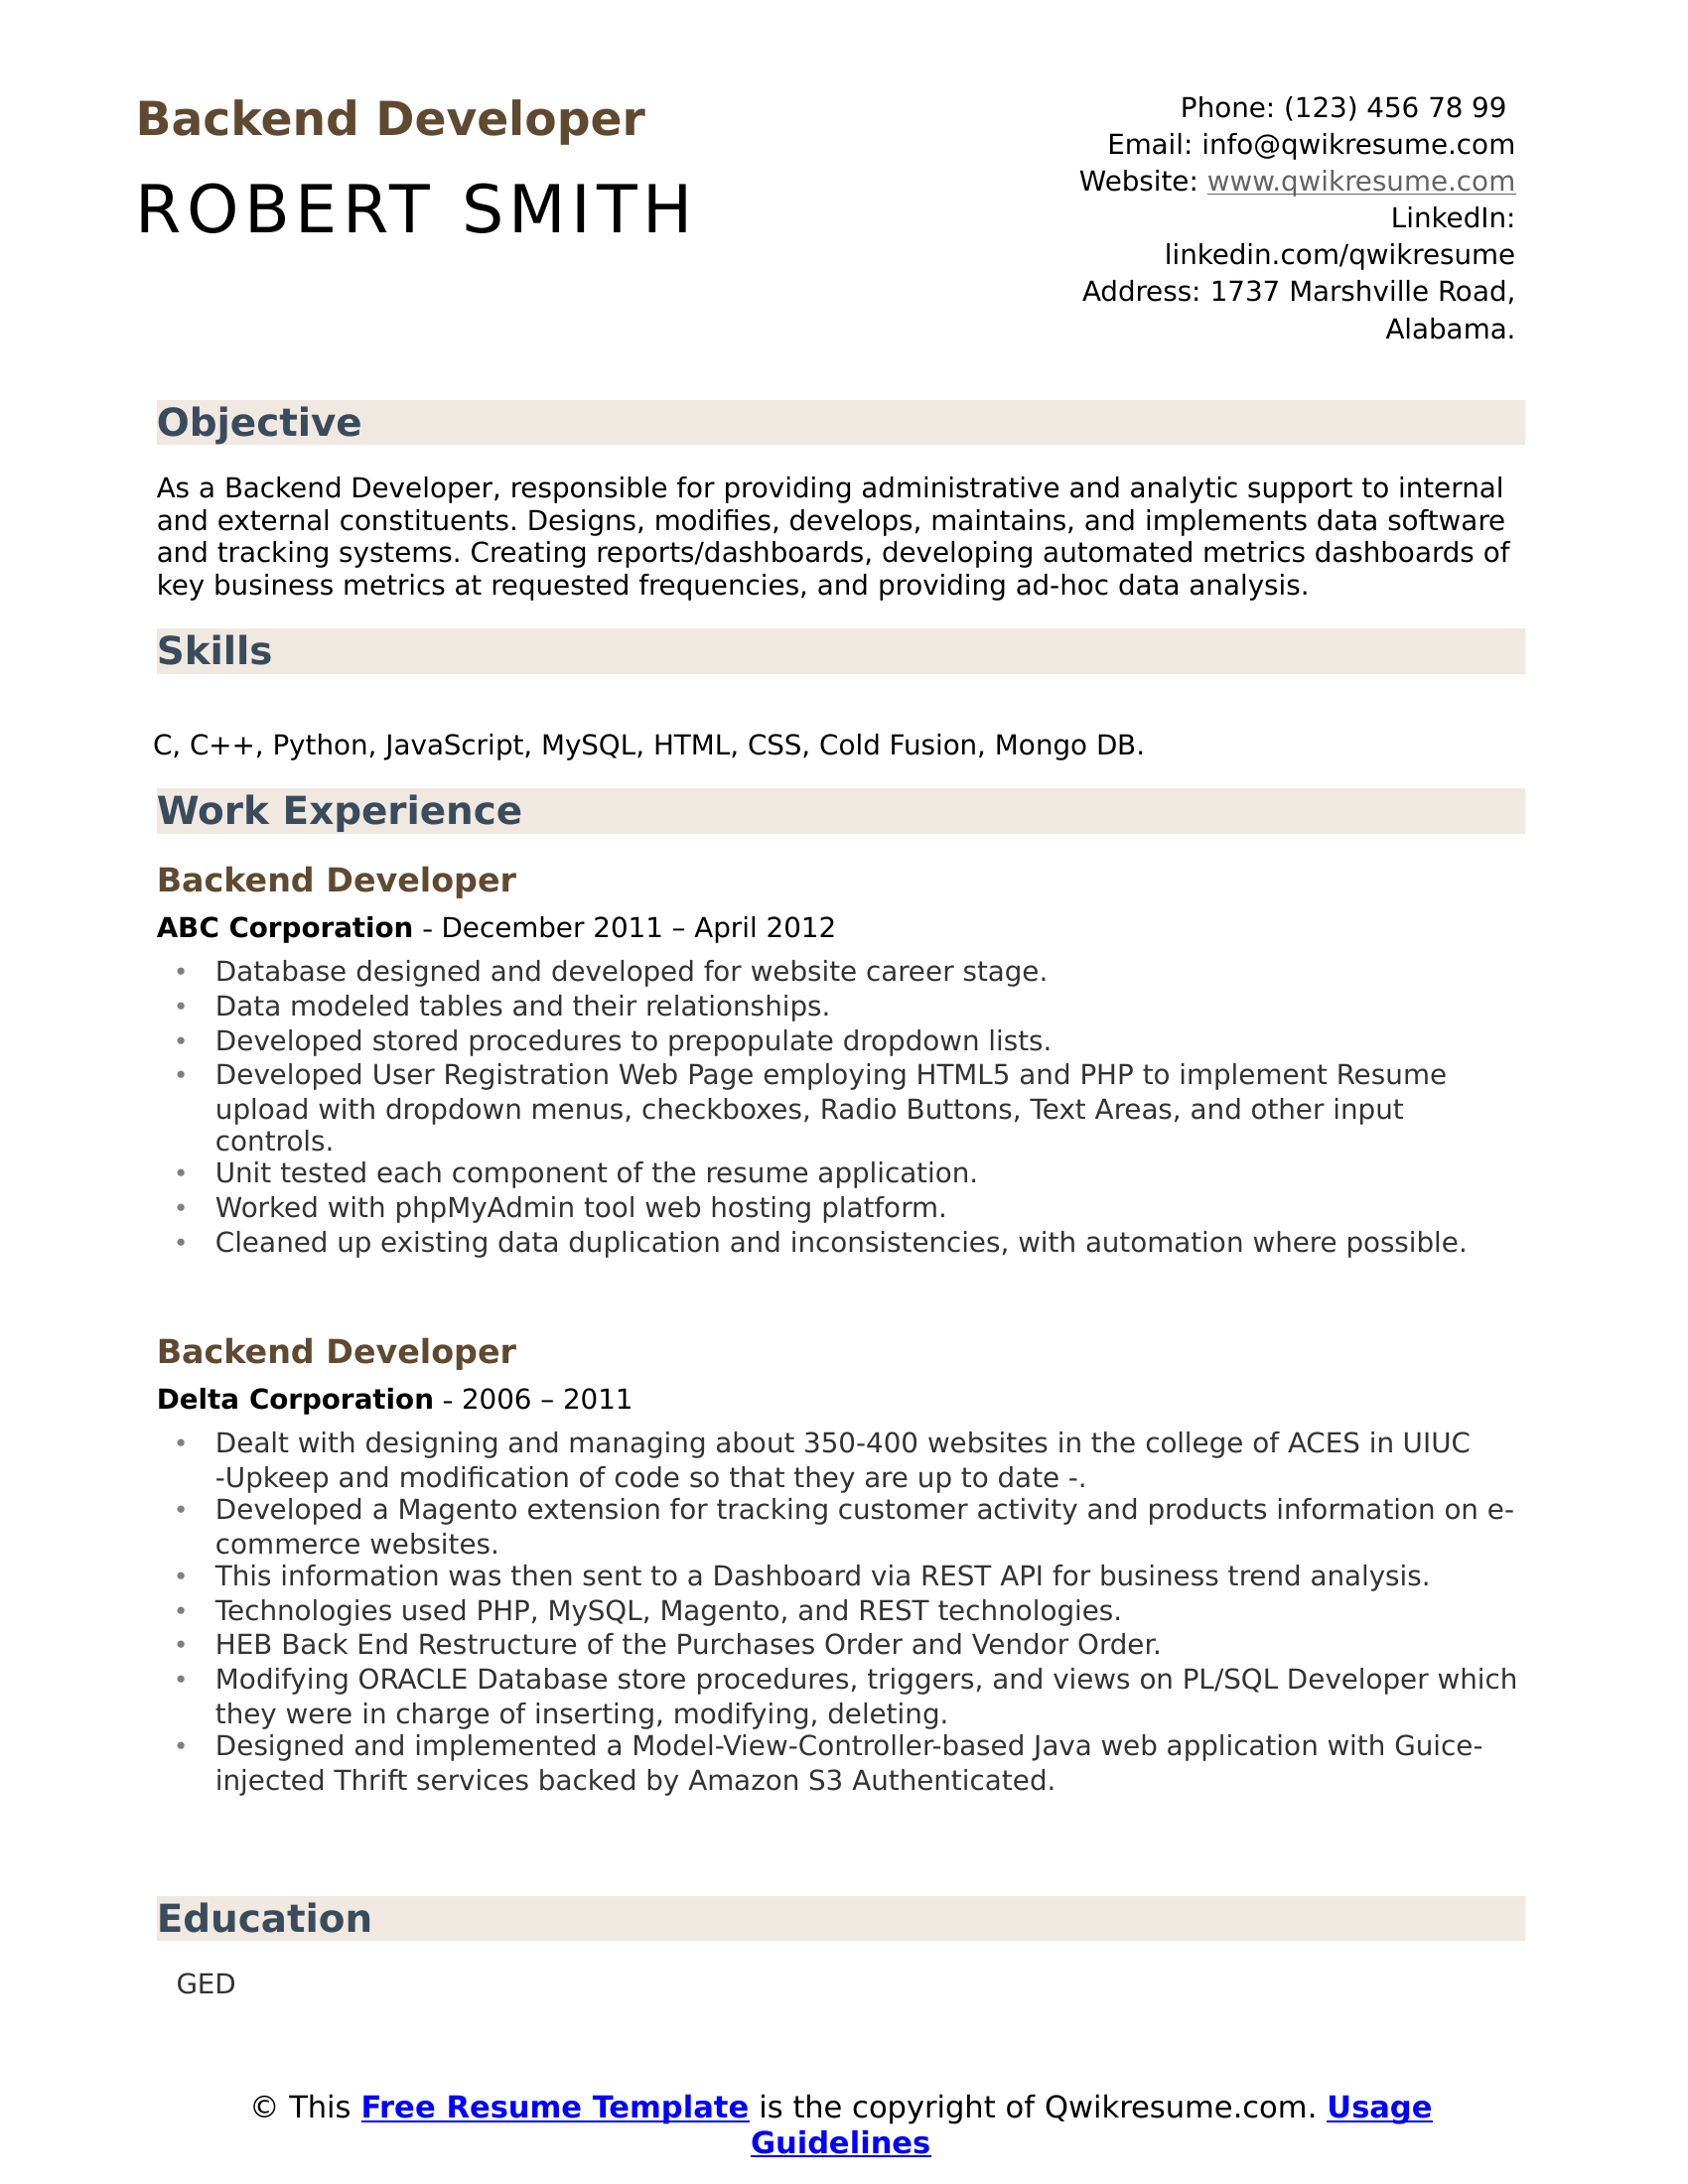 Backend Developer
ROBERT SMITH
Phone: (123) 456 78 99
Email: info@qwikresume.com
Website: www.qwikresume.com
LinkedIn:
linkedin.com/qwikresume
Address: 1737 Marshville Road,
Alabama.
Objective
As a Backend Developer, responsible for providing administrative and analytic support to internal
and external constituents. Designs, modifies, develops, maintains, and implements data software
and tracking systems. Creating reports/dashboards, developing automated metrics dashboards of
key business metrics at requested frequencies, and providing ad-hoc data analysis.
Skills
C, C++, Python, JavaScript, MySQL, HTML, CSS, Cold Fusion, Mongo DB.
Work Experience
Backend Developer
ABC Corporation - December 2011 – April 2012
• Database designed and developed for website career stage.
• Data modeled tables and their relationships.
• Developed stored procedures to prepopulate dropdown lists.
• Developed User Registration Web Page employing HTML5 and PHP to implement Resume
upload with dropdown menus, checkboxes, Radio Buttons, Text Areas, and other input
controls.
• Unit tested each component of the resume application.
• Worked with phpMyAdmin tool web hosting platform.
• Cleaned up existing data duplication and inconsistencies, with automation where possible.
Backend Developer
Delta Corporation - 2006 – 2011
• Dealt with designing and managing about 350-400 websites in the college of ACES in UIUC
-Upkeep and modification of code so that they are up to date -.
• Developed a Magento extension for tracking customer activity and products information on e-
commerce websites.
• This information was then sent to a Dashboard via REST API for business trend analysis.
• Technologies used PHP, MySQL, Magento, and REST technologies.
• HEB Back End Restructure of the Purchases Order and Vendor Order.
• Modifying ORACLE Database store procedures, triggers, and views on PL/SQL Developer which
they were in charge of inserting, modifying, deleting.
• Designed and implemented a Model-View-Controller-based Java web application with Guice-
injected Thrift services backed by Amazon S3 Authenticated.
Education
GED
© This Free Resume Template is the copyright of Qwikresume.com. Usage
Guidelines